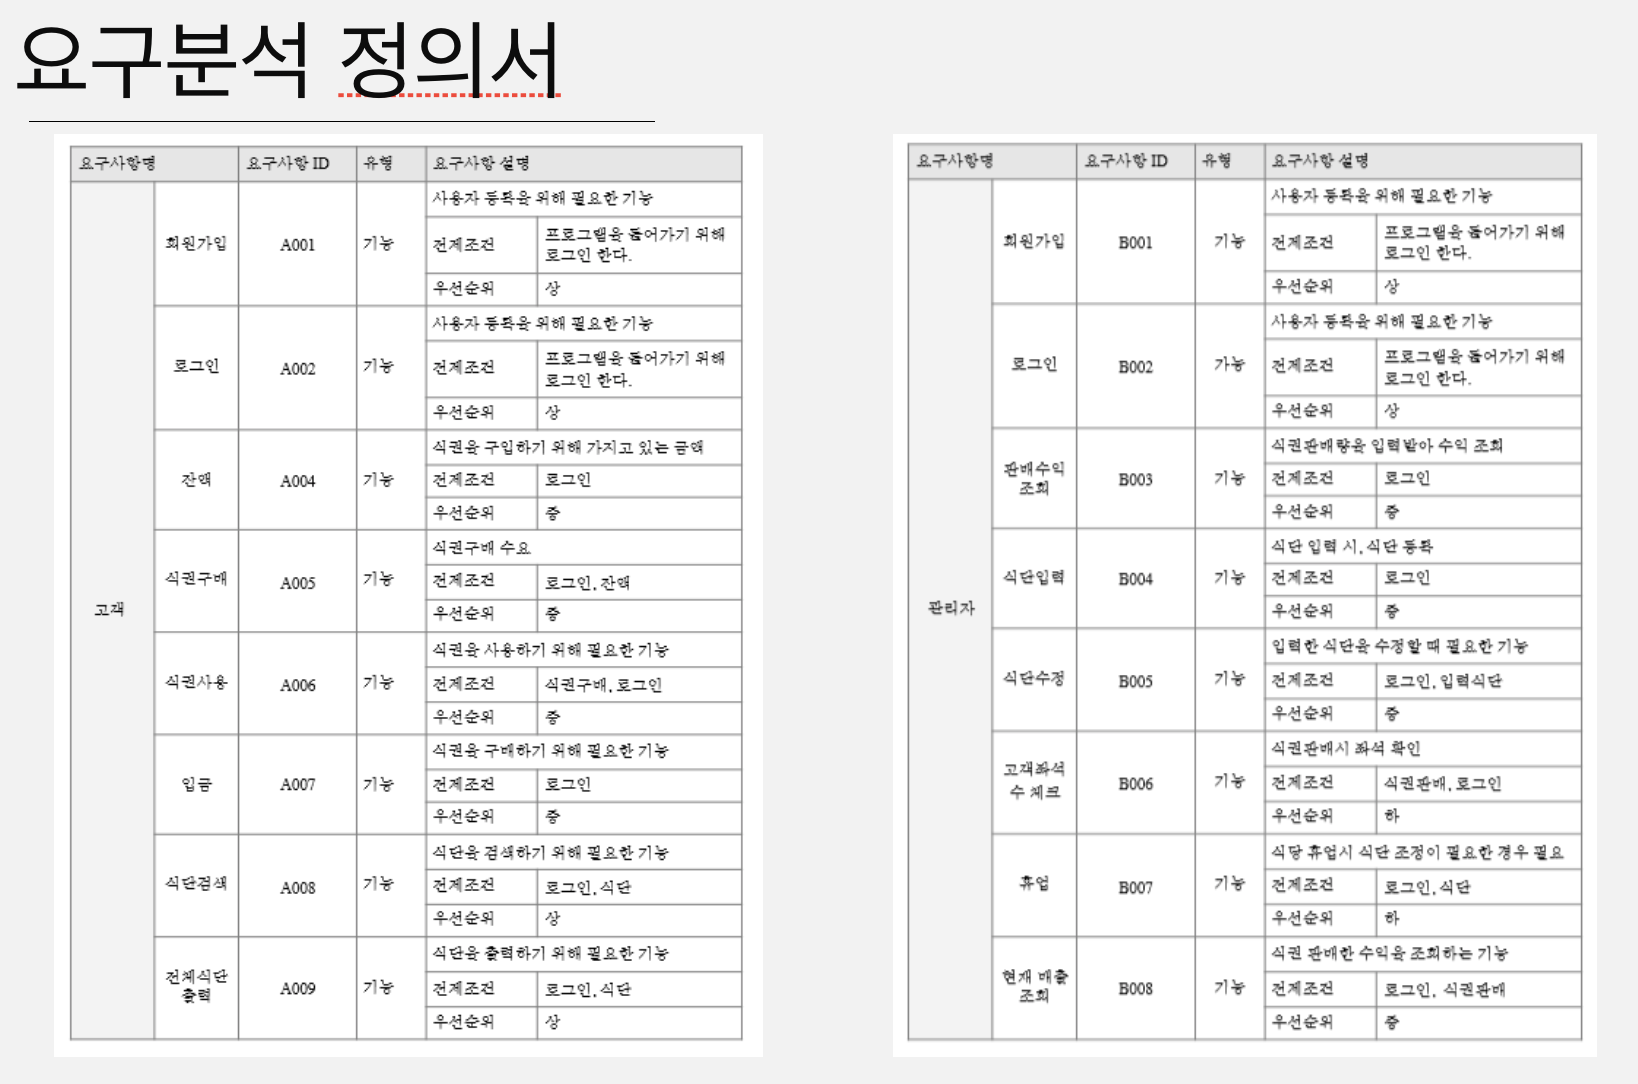 요구분석 정의서
요구사항명 요구사항 ID 유형 요구사항 설명
고객
회원가입 A001 기능
사용자 등록을 위해 필요한 기능
전제조건 프로그램을 들어가기 위해
로그인 한다.
우선순위 상
로그인 A002 기능
사용자 등록을 위해 필요한 기능
전제조건 프로그램을 들어가기 위해
로그인 한다.
우선순위 상
잔액 A004 기능
식권을 구입하기 위해 가지고 있는 금액
전제조건 로그인
우선순위 중
식권구매 A005 기능
식권구매 수요
전제조건 로그인, 잔액
우선순위 중
식권사용 A006 기능
식권을 사용하기 위해 필요한 기능
전제조건 식권구매, 로그인
우선순위 중
입금 A007 기능
식권을 구매하기 위해 필요한 기능
전제조건 로그인
우선순위 중
식단검색 A008 기능
식단을 검색하기 위해 필요한 기능
전제조건 로그인, 식단
우선순위 상
전체식단
출력 A009 기능
식단을 출력하기 위해 필요한 기능
전제조건 로그인, 식단
우선순위 상
요구사항명 요구사항 ID 유형 요구사항 설명
관리자
회원가입 B001 기능
사용자 등록을 위해 필요한 기능
전제조건 프로그램을 들어가기 위해
로그인 한다.
우선순위 상
로그인 B002 가능
사용자 등록을 위해 필요한 기능
전제조건 프로그램을 들어가기 위해
로그인 한다.
우선순위 상
판매수익
조회 B003 기능
식권판매량을 입력받아 수익 조회
전제조건 로그인
우선순위 중
식단입력 B004 기능
식단 입력 시, 식단 등록
전제조건 로그인
우선순위 중
식단수정 B005 기능
입력한 식단을 수정할 때 필요한 기능
전제조건 로그인, 입력식단
우선순위 중
고객좌석
수 체크 B006 기능
식권판매시 좌석 확인
전제조건 식권판매, 로그인
우선순위 하
휴업 B007 기능
식당 휴업시 식단 조정이 필요한 경우 필요
전제조건 로그인, 식단
우선순위 하
현재 매출
조회 B008 기능
식권 판매한 수익을 조회하는 기능
전제조건 로그인, 식권판매
우선순위 중